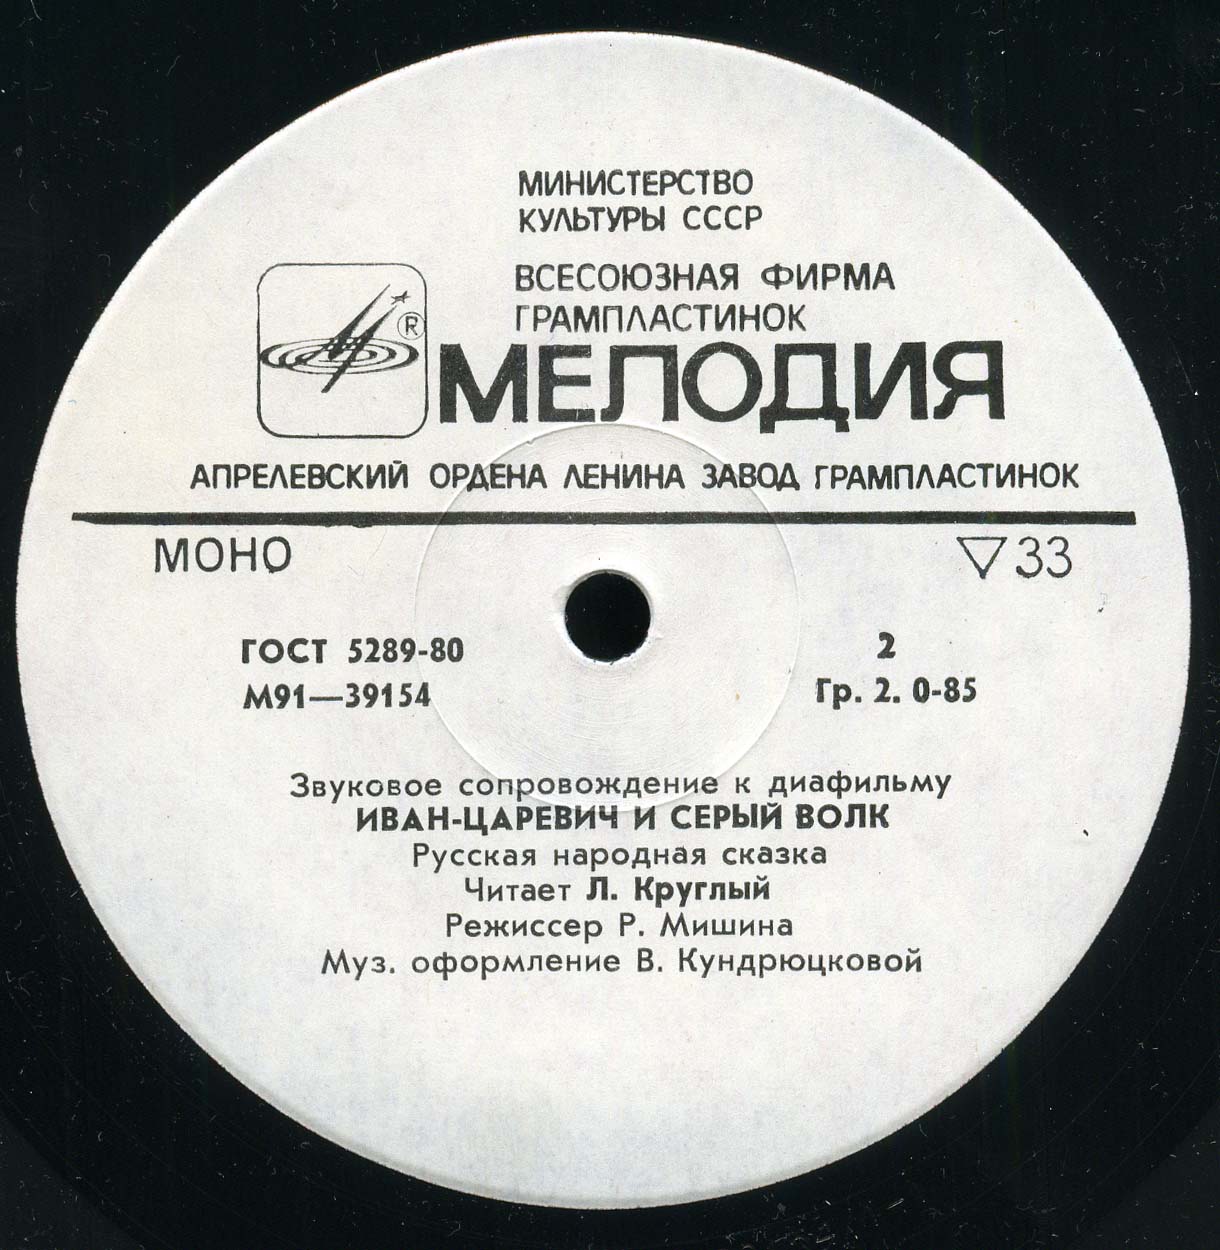 МИНИСТЕРСТВО
КУЛЬТУРЫ СССР
ВСЕСОЮЗНАЯ ФИРМА
ГРАМПЛАСТИНОК
®
МЕЛОДИЯ
АПРЕЛЕВСКИЙ ОРДЕНА ЛЕНИНА ЗАВОД ГРАМПЛАСТИНОК
МОНО ▽33
ГОСТ 5289-80 2
М91—39154 Гр. 2. 0-85
Звуковое сопровождение к диафильму
ИВАН-ЦАРЕВИЧ И СЕРЫЙ ВОЛК
Русская народная сказка
Читает Л. Круглый
Режиссер Р. Мишина
Муз. оформление В. Кундрюцковой